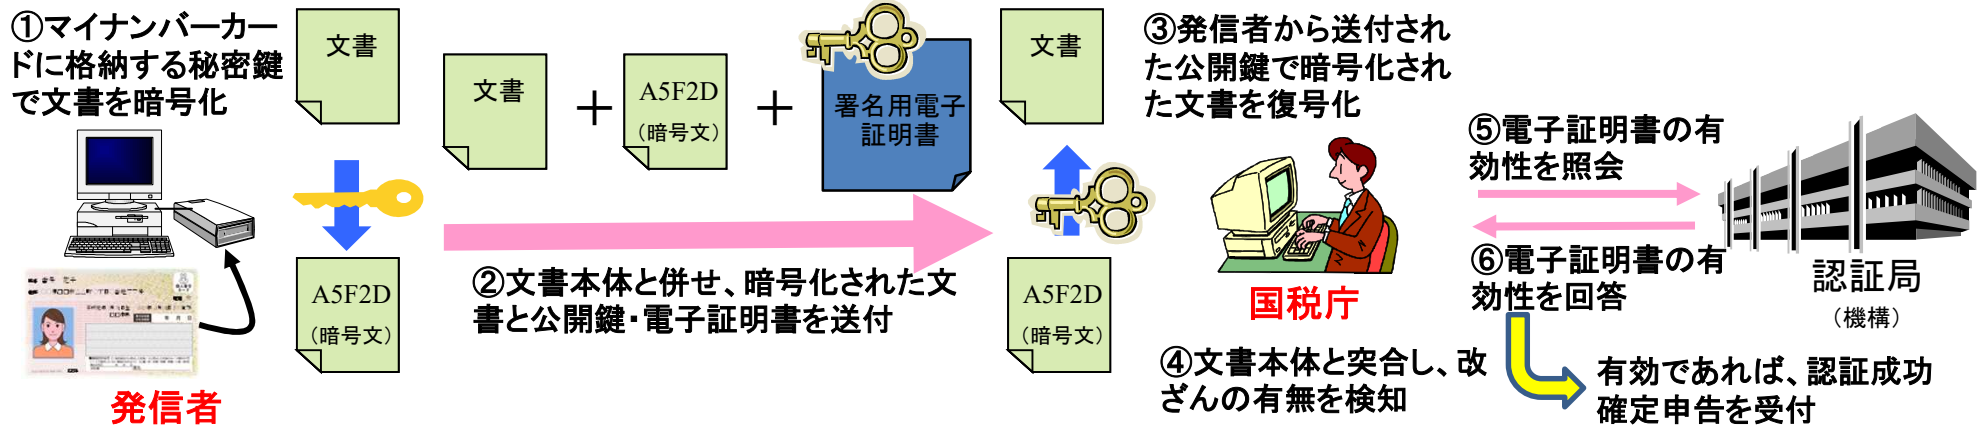 ①マイナンバーカー
ドに格納する秘密鍵
で文書を暗号化
文書
A5F2D
(暗号文)
発信者
文書
＋
A5F2D
(暗号文)
＋
署名用電子
証明書
②文書本体と併せ、暗号化された文
書と公開鍵・電子証明書を送付
文書
A5F2D
(暗号文)
③発信者から送付され
た公開鍵で暗号化され
た文書を復号化
国税庁
④文書本体と突合し、改
ざんの有無を検知
⑤電子証明書の有
効性を照会
⑥電子証明書の有
効性を回答
認証局
(機構)
有効であれば、認証成功
確定申告を受付